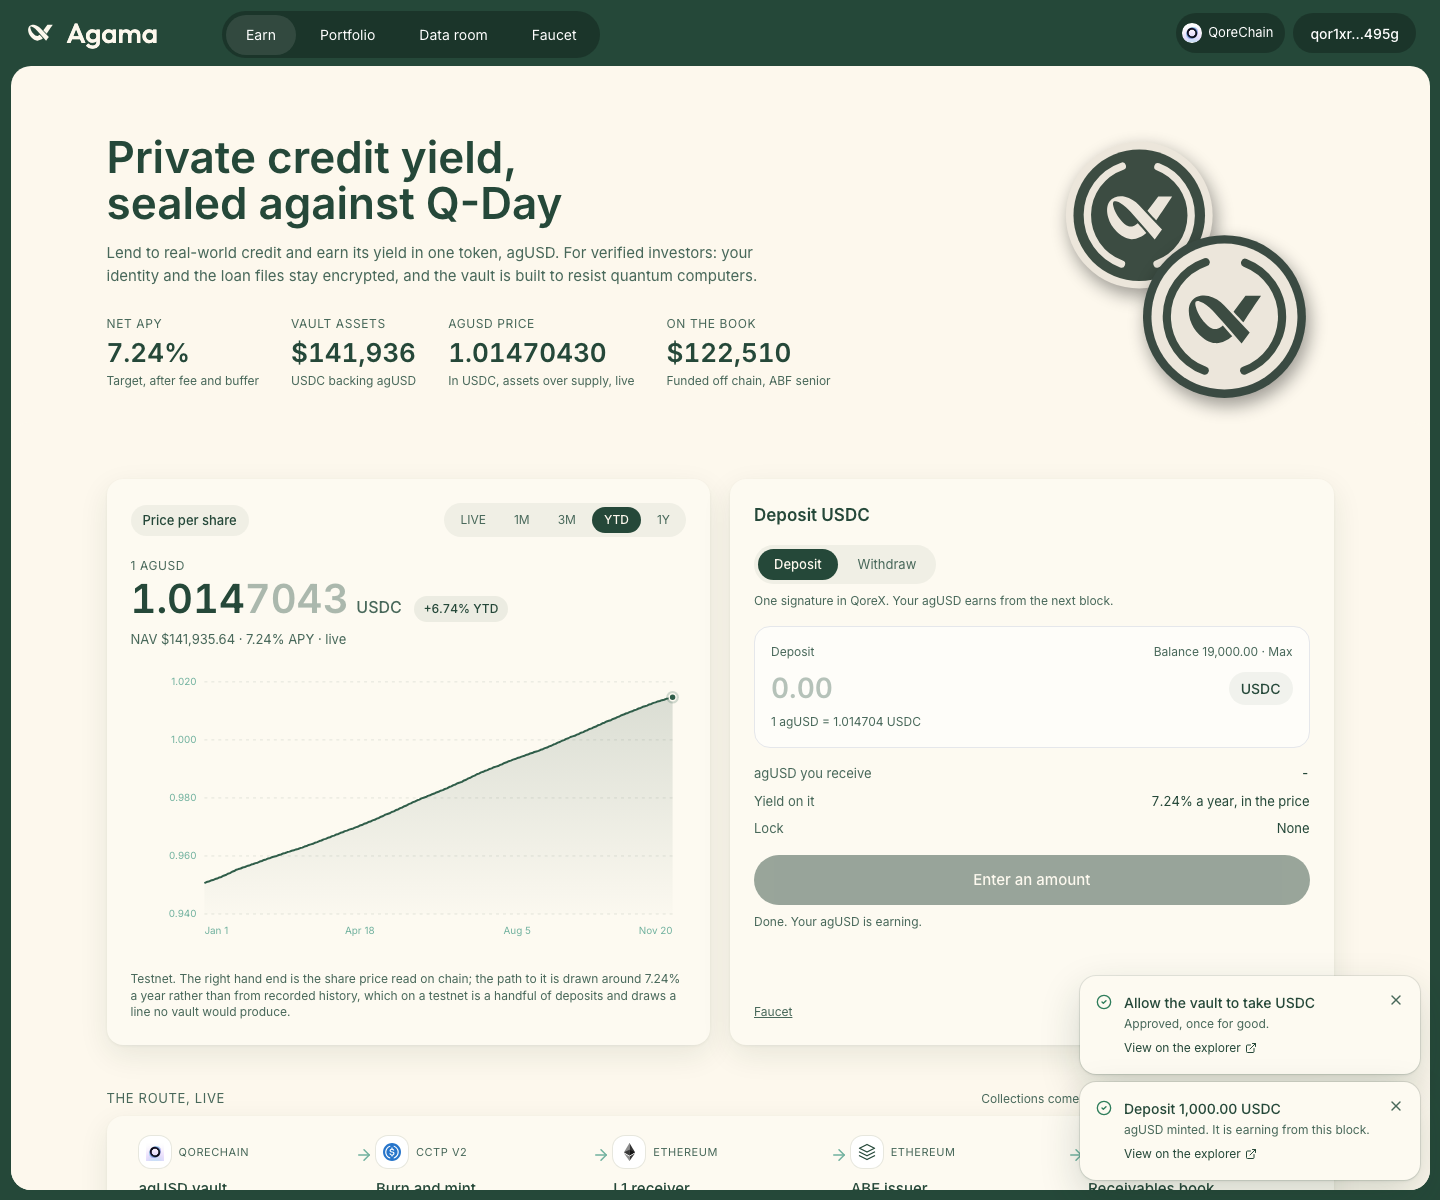 Agama
Earn
Portfolio
Data room
Faucet
QoreChain
qor1xr...495g
Private credit yield,
sealed against Q-Day
Lend to real-world credit and earn its yield in one token, agUSD. For verified investors: your
identity and the loan files stay encrypted, and the vault is built to resist quantum computers.
NET APY
7.24%
Target, after fee and buffer
VAULT ASSETS
$141,936
USDC backing agUSD
AGUSD PRICE
1.01470430
In USDC, assets over supply, live
ON THE BOOK
$122,510
Funded off chain, ABF senior
Price per share
LIVE
1M
3M
YTD
1Y
1 AGUSD
1.0147043 USDC
+6.74% YTD
NAV $141,935.64 · 7.24% APY · live
1.020
1.000
0.980
0.960
0.940
Jan 1
Apr 18
Aug 5
Nov 20
Testnet. The right hand end is the share price read on chain; the path to it is drawn around 7.24%
a year rather than from recorded history, which on a testnet is a handful of deposits and draws a
line no vault would produce.
Deposit USDC
Deposit
Withdraw
One signature in QoreX. Your agUSD earns from the next block.
Deposit
Balance 19,000.00 · Max
0.00
USDC
1 agUSD = 1.014704 USDC
agUSD you receive
-
Yield on it
7.24% a year, in the price
Lock
None
Enter an amount
Done. Your agUSD is earning.
Faucet
Allow the vault to take USDC
Approved, once for good.
View on the explorer
Deposit 1,000.00 USDC
agUSD minted. It is earning from this block.
View on the explorer
THE ROUTE, LIVE
Collections come
QORECHAIN
CCTP V2
ETHEREUM
ETHEREUM
agUSD vault
Burn and mint
L1 receiver
ABF issuer
Receivables book